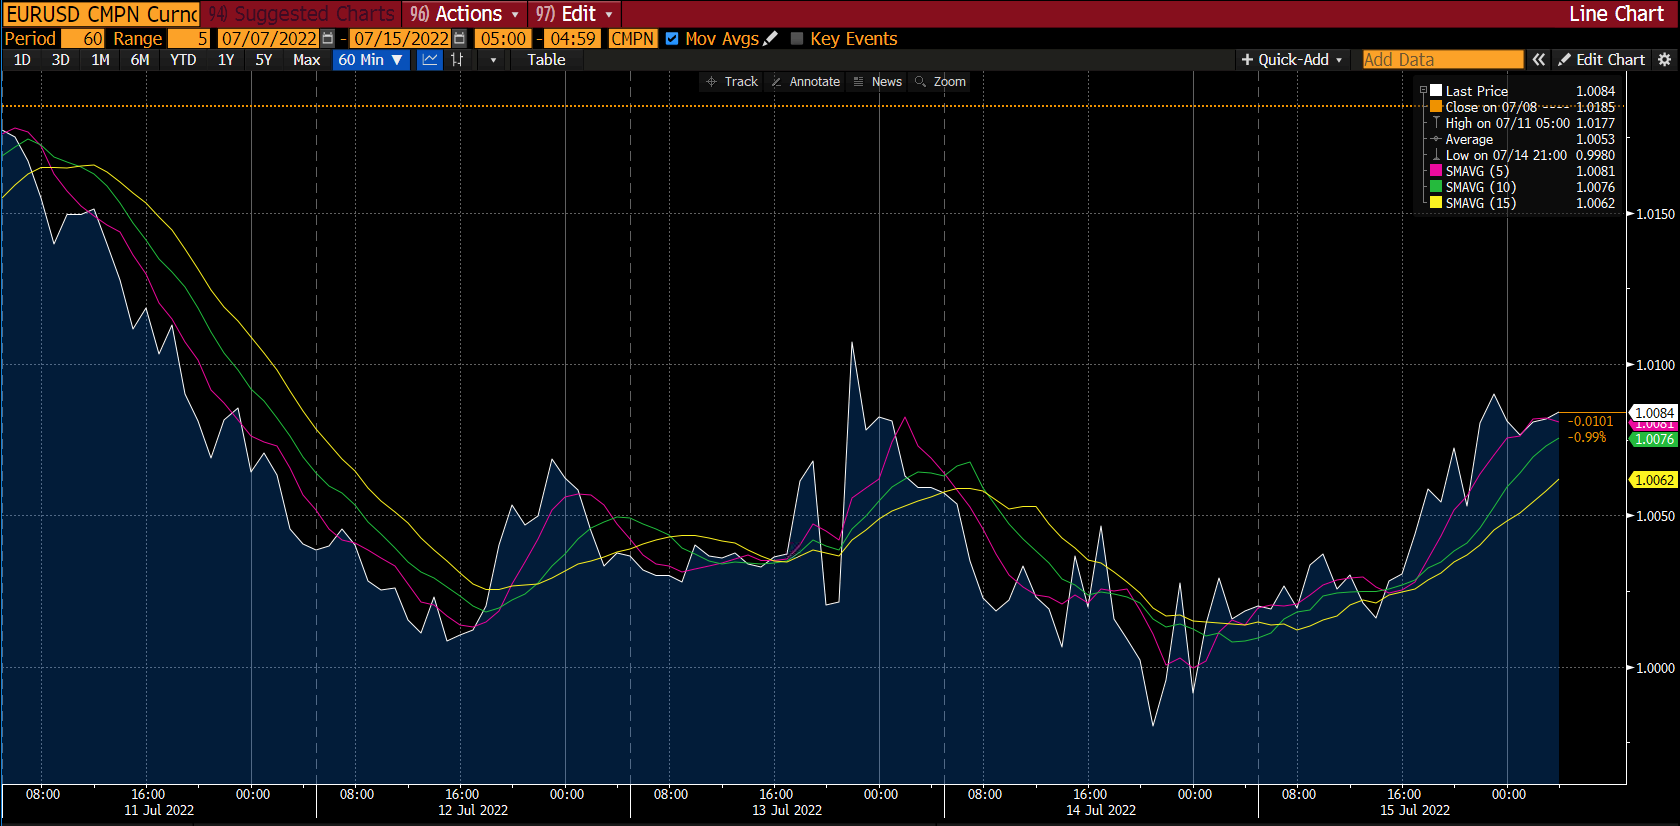 EURUSD CMPN Curnc 94) Suggested Charts 96) Actions 97) Edit Line Chart
Period 60 Range 5 07/07/2022 - 07/15/2022 05:00 - 04:59 CMPN Mov Avgs Key Events
1D 3D 1M 6M YTD 1Y 5Y Max 60 Min ▼ Table + Quick-Add Add Data « Edit Chart
Track Annotate News Zoom
Last Price 1.0084
Close on 07/08 ---- 1.0185
High on 07/11 05:00 1.0177
Average 1.0053
Low on 07/14 21:00 0.9980
SMAVG (5) 1.0081
SMAVG (10) 1.0076
SMAVG (15) 1.0062
1.0150
1.0100
1.0084
-0.0101 1.0081
-0.99% 1.0076
1.0062
1.0050
1.0000
08:00 16:00 00:00 08:00 16:00 00:00 08:00 16:00 00:00 08:00 16:00 00:00 08:00 16:00 00:00
11 Jul 2022 12 Jul 2022 13 Jul 2022 14 Jul 2022 15 Jul 2022